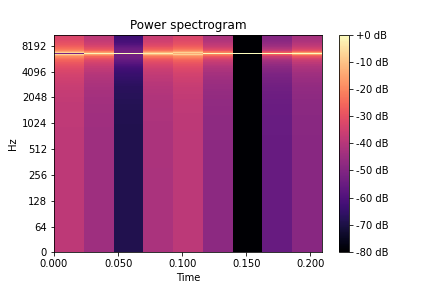 Power spectrogram
8192
4096
2048
1024
512
256
128
64
0
Hz
0.000 0.050 0.100 0.150 0.200
Time
+0 dB
-10 dB
-20 dB
-30 dB
-40 dB
-50 dB
-60 dB
-70 dB
-80 dB